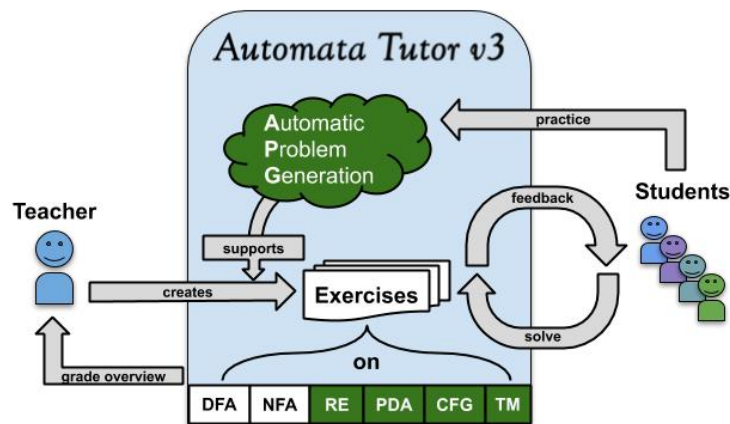 Automata Tutor v3
Automatic
Problem
Generation
practice
Teacher
Students
feedback
supports
creates
Exercises
solve
on
grade overview
DFA NFA RE PDA CFG TM